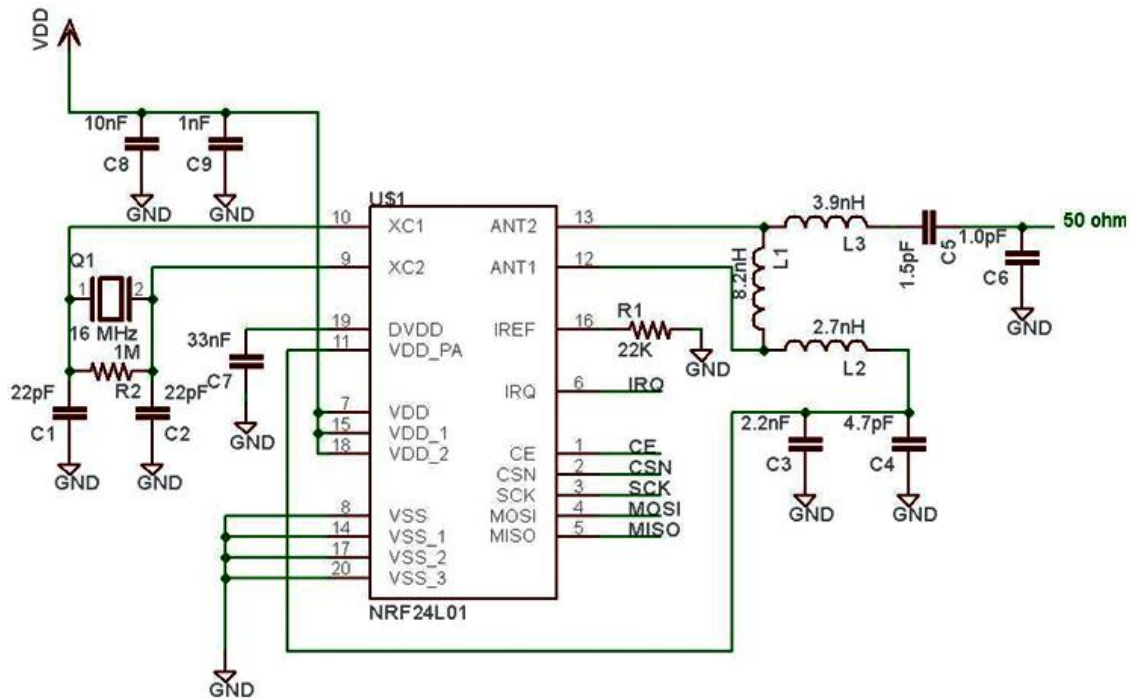 VDD
10nF
C8
GND
1nF
C9
GND
U$1
10 XC1
9 XC2
19 DVDD
11 VDD_PA
7 VDD
15 VDD_1
18 VDD_2
8 VSS
14 VSS_1
17 VSS_2
20 VSS_3
ANT2 13
ANT1 12
IREF 16
IRQ 6 IRQ
CE 1 CE
CSN 2 CSN
SCK 3 SCK
MOSI 4 MOSI
MISO 5 MISO
NRF24L01
Q1
1 2
16 MHz
1M
R2
22pF
C1
GND
22pF
C2
GND
33nF
C7
GND
GND
R1
22K
GND
8.2nH
L1
3.9nH
L3
1.5pF
C5
1.0pF
C6
GND
50 ohm
2.7nH
L2
2.2nF
C3
GND
4.7pF
C4
GND